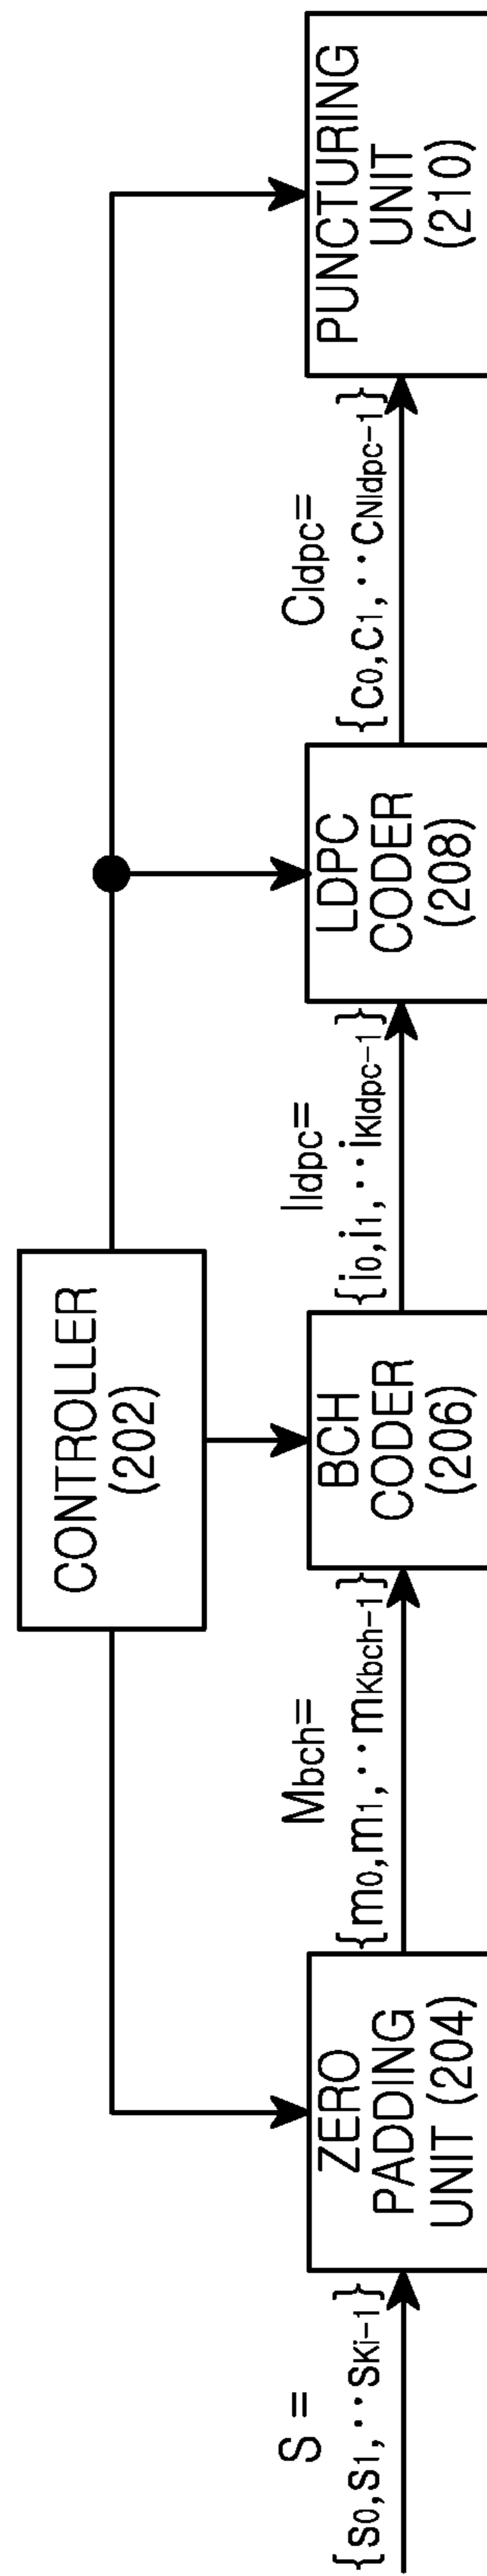 CONTROLLER
(202)
S =
{s0,s1,··sKi-1}
ZERO
PADDING
UNIT (204)
Mbch=
{m0,m1,··mKbch-1}
BCH
CODER
(206)
Ildpc=
{i0,i1,··iKldpc-1}
LDPC
CODER
(208)
Cldpc=
{c0,c1,··cNldpc-1}
PUNCTURING
UNIT
(210)